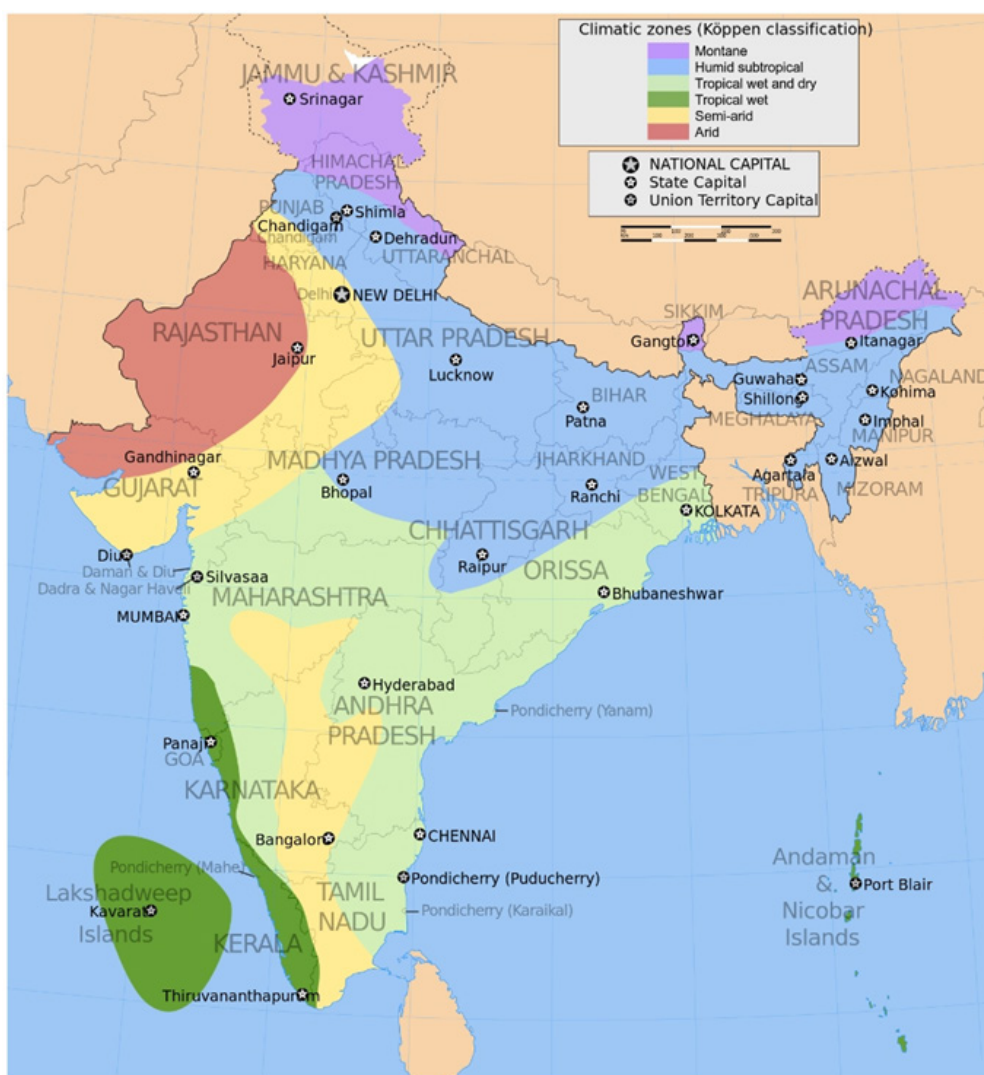 Climatic zones (Köppen classification)
Montane
Humid subtropical
Tropical wet and dry
Tropical wet
Semi-arid
Arid
NATIONAL CAPITAL
State Capital
Union Territory Capital
JAMMU & KASHMIR
Srinagar
HIMACHAL
PRADESH
PUNJAB
Shimla
Chandigarh
Chandigarh
Dehradun
UTTARANCHAL
HARYANA
Delhi
NEW DELHI
ARUNACHAL
PRADESH
SIKKIM
RAJASTHAN
UTTAR PRADESH
Gangtok
Itanagar
Jaipur
Lucknow
ASSAM
Guwahati
NAGALAND
Shillong
Kohima
BIHAR
Patna
MEGHALAYA
Imphal
MANIPUR
Gandhinagar
MADHYA PRADESH
JHARKHAND
WEST
BENGAL
Agartala
Aizwal
GUJARAT
Bhopal
Ranchi
TRIPURA
MIZORAM
KOLKATA
CHHATTISGARH
Diu
Raipur
ORISSA
Daman & Diu
Dadra & Nagar Haveli
Silvasaa
MAHARASHTRA
Bhubaneshwar
MUMBAI
Hyderabad
ANDHRA
PRADESH
Pondicherry (Yanam)
Panaji
GOA
KARNATAKA
Bangalore
CHENNAI
Pondicherry (Mahe)
Andaman
&
Nicobar
Islands
Port Blair
Pondicherry (Puducherry)
Lakshadweep
Islands
Kavarati
TAMIL
NADU
Pondicherry (Karaikal)
KERALA
Thiruvananthapuram